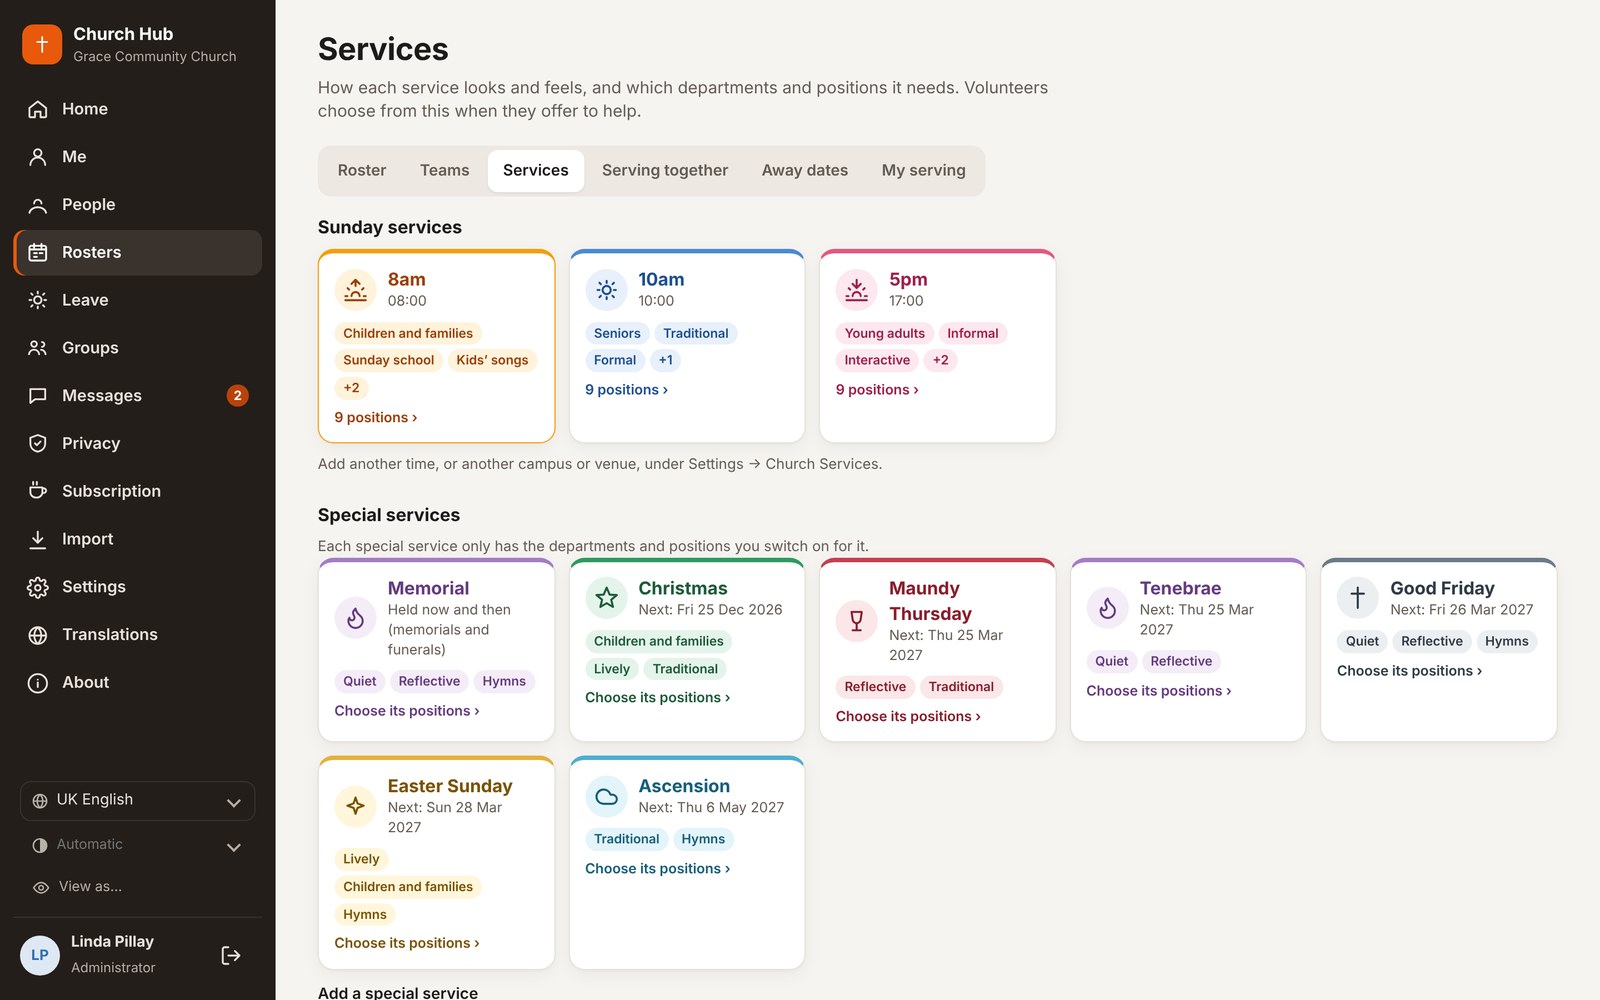 Church Hub
Grace Community Church
Home
Me
People
Rosters
Leave
Groups
Messages
2
Privacy
Subscription
Import
Settings
Translations
About
UK English
Automatic
View as...
LP
Linda Pillay
Administrator
Services
How each service looks and feels, and which departments and positions it needs. Volunteers
choose from this when they offer to help.
Roster
Teams
Services
Serving together
Away dates
My serving
Sunday services
8am
08:00
Children and families
Sunday school
Kids’ songs
+2
9 positions ›
10am
10:00
Seniors
Traditional
Formal
+1
9 positions ›
5pm
17:00
Young adults
Informal
Interactive
+2
9 positions ›
Add another time, or another campus or venue, under Settings → Church Services.
Special services
Each special service only has the departments and positions you switch on for it.
Memorial
Held now and then
(memorials and
funerals)
Quiet
Reflective
Hymns
Choose its positions ›
Christmas
Next: Fri 25 Dec 2026
Children and families
Lively
Traditional
Choose its positions ›
Maundy
Thursday
Next: Thu 25 Mar
2027
Reflective
Traditional
Choose its positions ›
Tenebrae
Next: Thu 25 Mar
2027
Quiet
Reflective
Choose its positions ›
Good Friday
Next: Fri 26 Mar 2027
Quiet
Reflective
Hymns
Choose its positions ›
Easter Sunday
Next: Sun 28 Mar
2027
Lively
Children and families
Hymns
Choose its positions ›
Ascension
Next: Thu 6 May 2027
Traditional
Hymns
Choose its positions ›
Add a special service